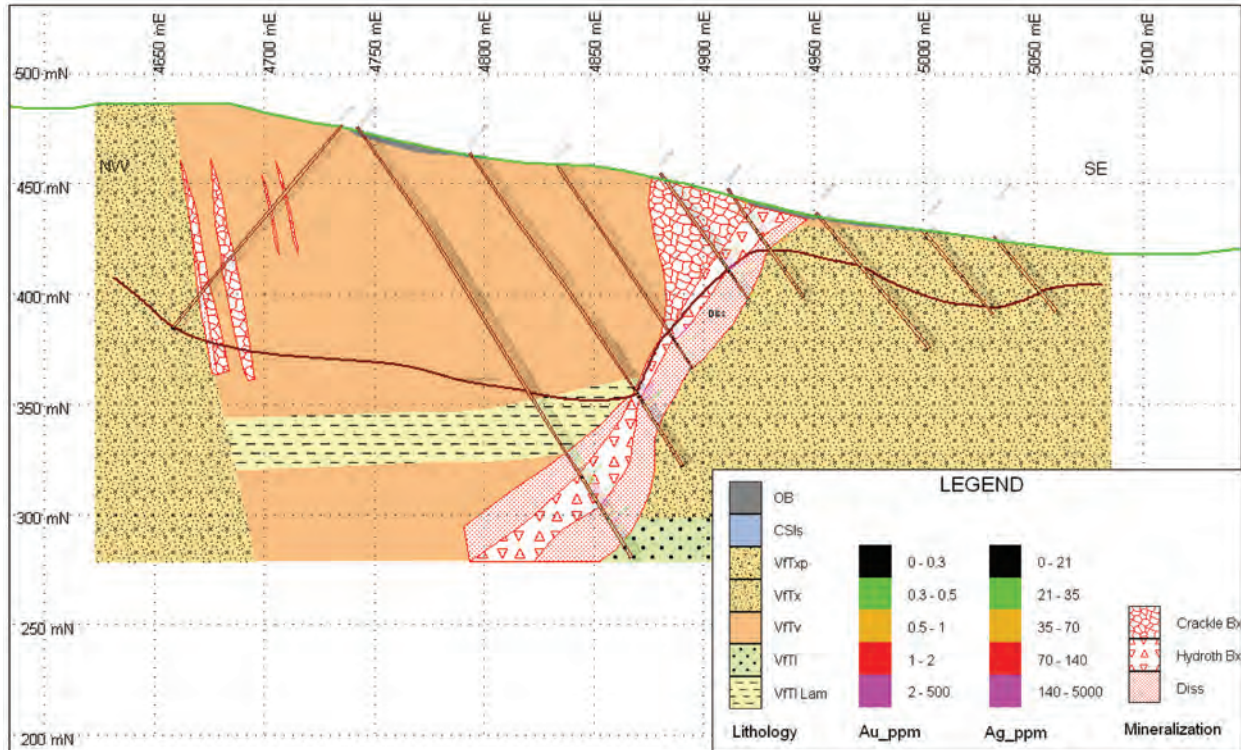 4650 mE
4700 mE
4750 mE
4800 mE
4850 mE
4900 mE
4950 mE
5000 mE
5050 mE
5100 mE
500 mN
NW
SE
450 mN
400 mN
Diss
350 mN
300 mN
250 mN
200 mN
LEGEND
OB
CSls
VfTxp
VfTx
VfTv
VfTl
VfTl Lam
Lithology
0 - 0.3
0.3 - 0.5
0.5 - 1
1 - 2
2 - 500
Au_ppm
0 - 21
21 - 35
35 - 70
70 - 140
140 - 5000
Ag_ppm
Crackle Bx
Hydroth Bx
Diss
Mineralization